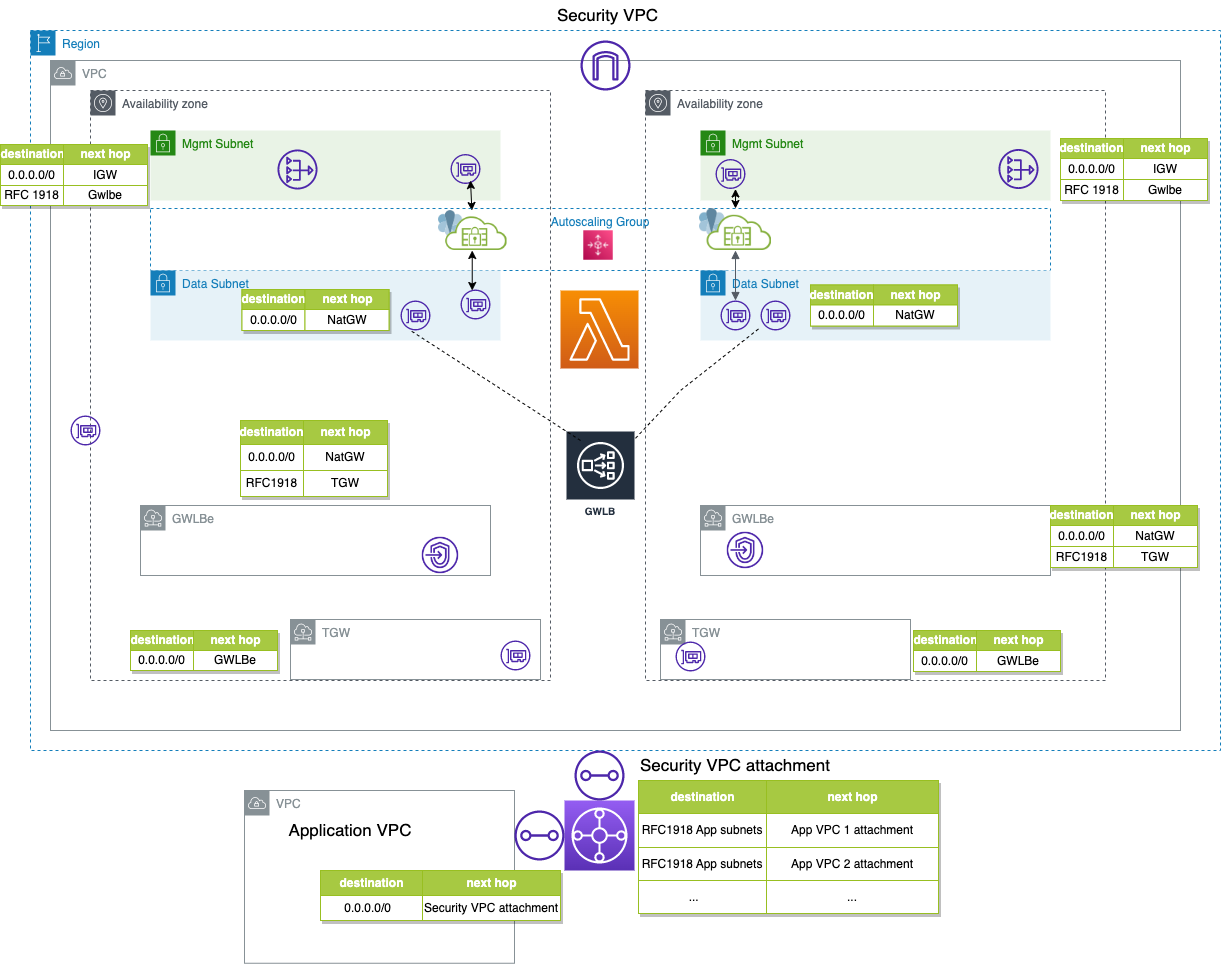 Security VPC
Region
VPC
Availability zone
Availability zone
Mgmt Subnet
Mgmt Subnet
destination next hop
0.0.0.0/0 IGW
RFC 1918 Gwlbe
destination next hop
0.0.0.0/0 IGW
RFC 1918 Gwlbe
Autoscaling Group
Data Subnet
destination next hop
0.0.0.0/0 NatGW
Data Subnet
destination next hop
0.0.0.0/0 NatGW
destination next hop
0.0.0.0/0 NatGW
RFC1918 TGW
GWLB
GWLBe
GWLBe
destination next hop
0.0.0.0/0 NatGW
RFC1918 TGW
destination next hop
0.0.0.0/0 GWLBe
TGW
TGW
destination next hop
0.0.0.0/0 GWLBe
Security VPC attachment
destination next hop
RFC1918 App subnets App VPC 1 attachment
RFC1918 App subnets App VPC 2 attachment
... ...
VPC
Application VPC
destination next hop
0.0.0.0/0 Security VPC attachment